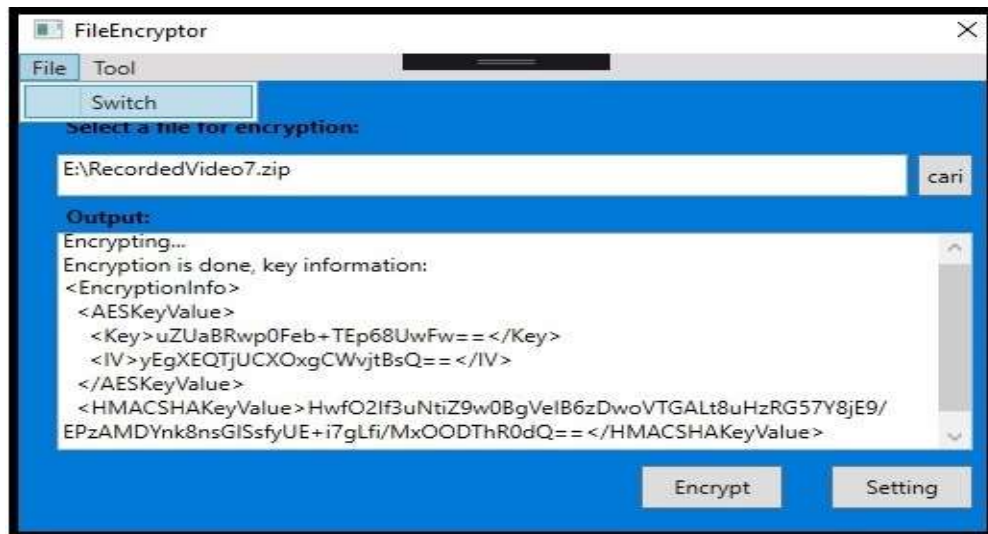 FileEncryptor
File Tool
Switch
Select a file for encryption:
E:\RecordedVideo7.zip
cari
Output:
Encrypting...
Encryption is done, key information:
<EncryptionInfo>
<AESKeyValue>
<Key>uZUaBRwp0Feb+TEp68UwFw==</Key>
<IV>yEgXEQTjUCXOxgCWvjtBsQ==</IV>
</AESKeyValue>
<HMACSHAKeyValue>HwfO2If3uNtiZ9w0BgVeIB6zDwoVTGALt8uHzRG57Y8jE9/
EPzAMDYnk8nsGISsfyUE+i7gLfi/MxOODThR0dQ==</HMACSHAKeyValue>
Encrypt Setting